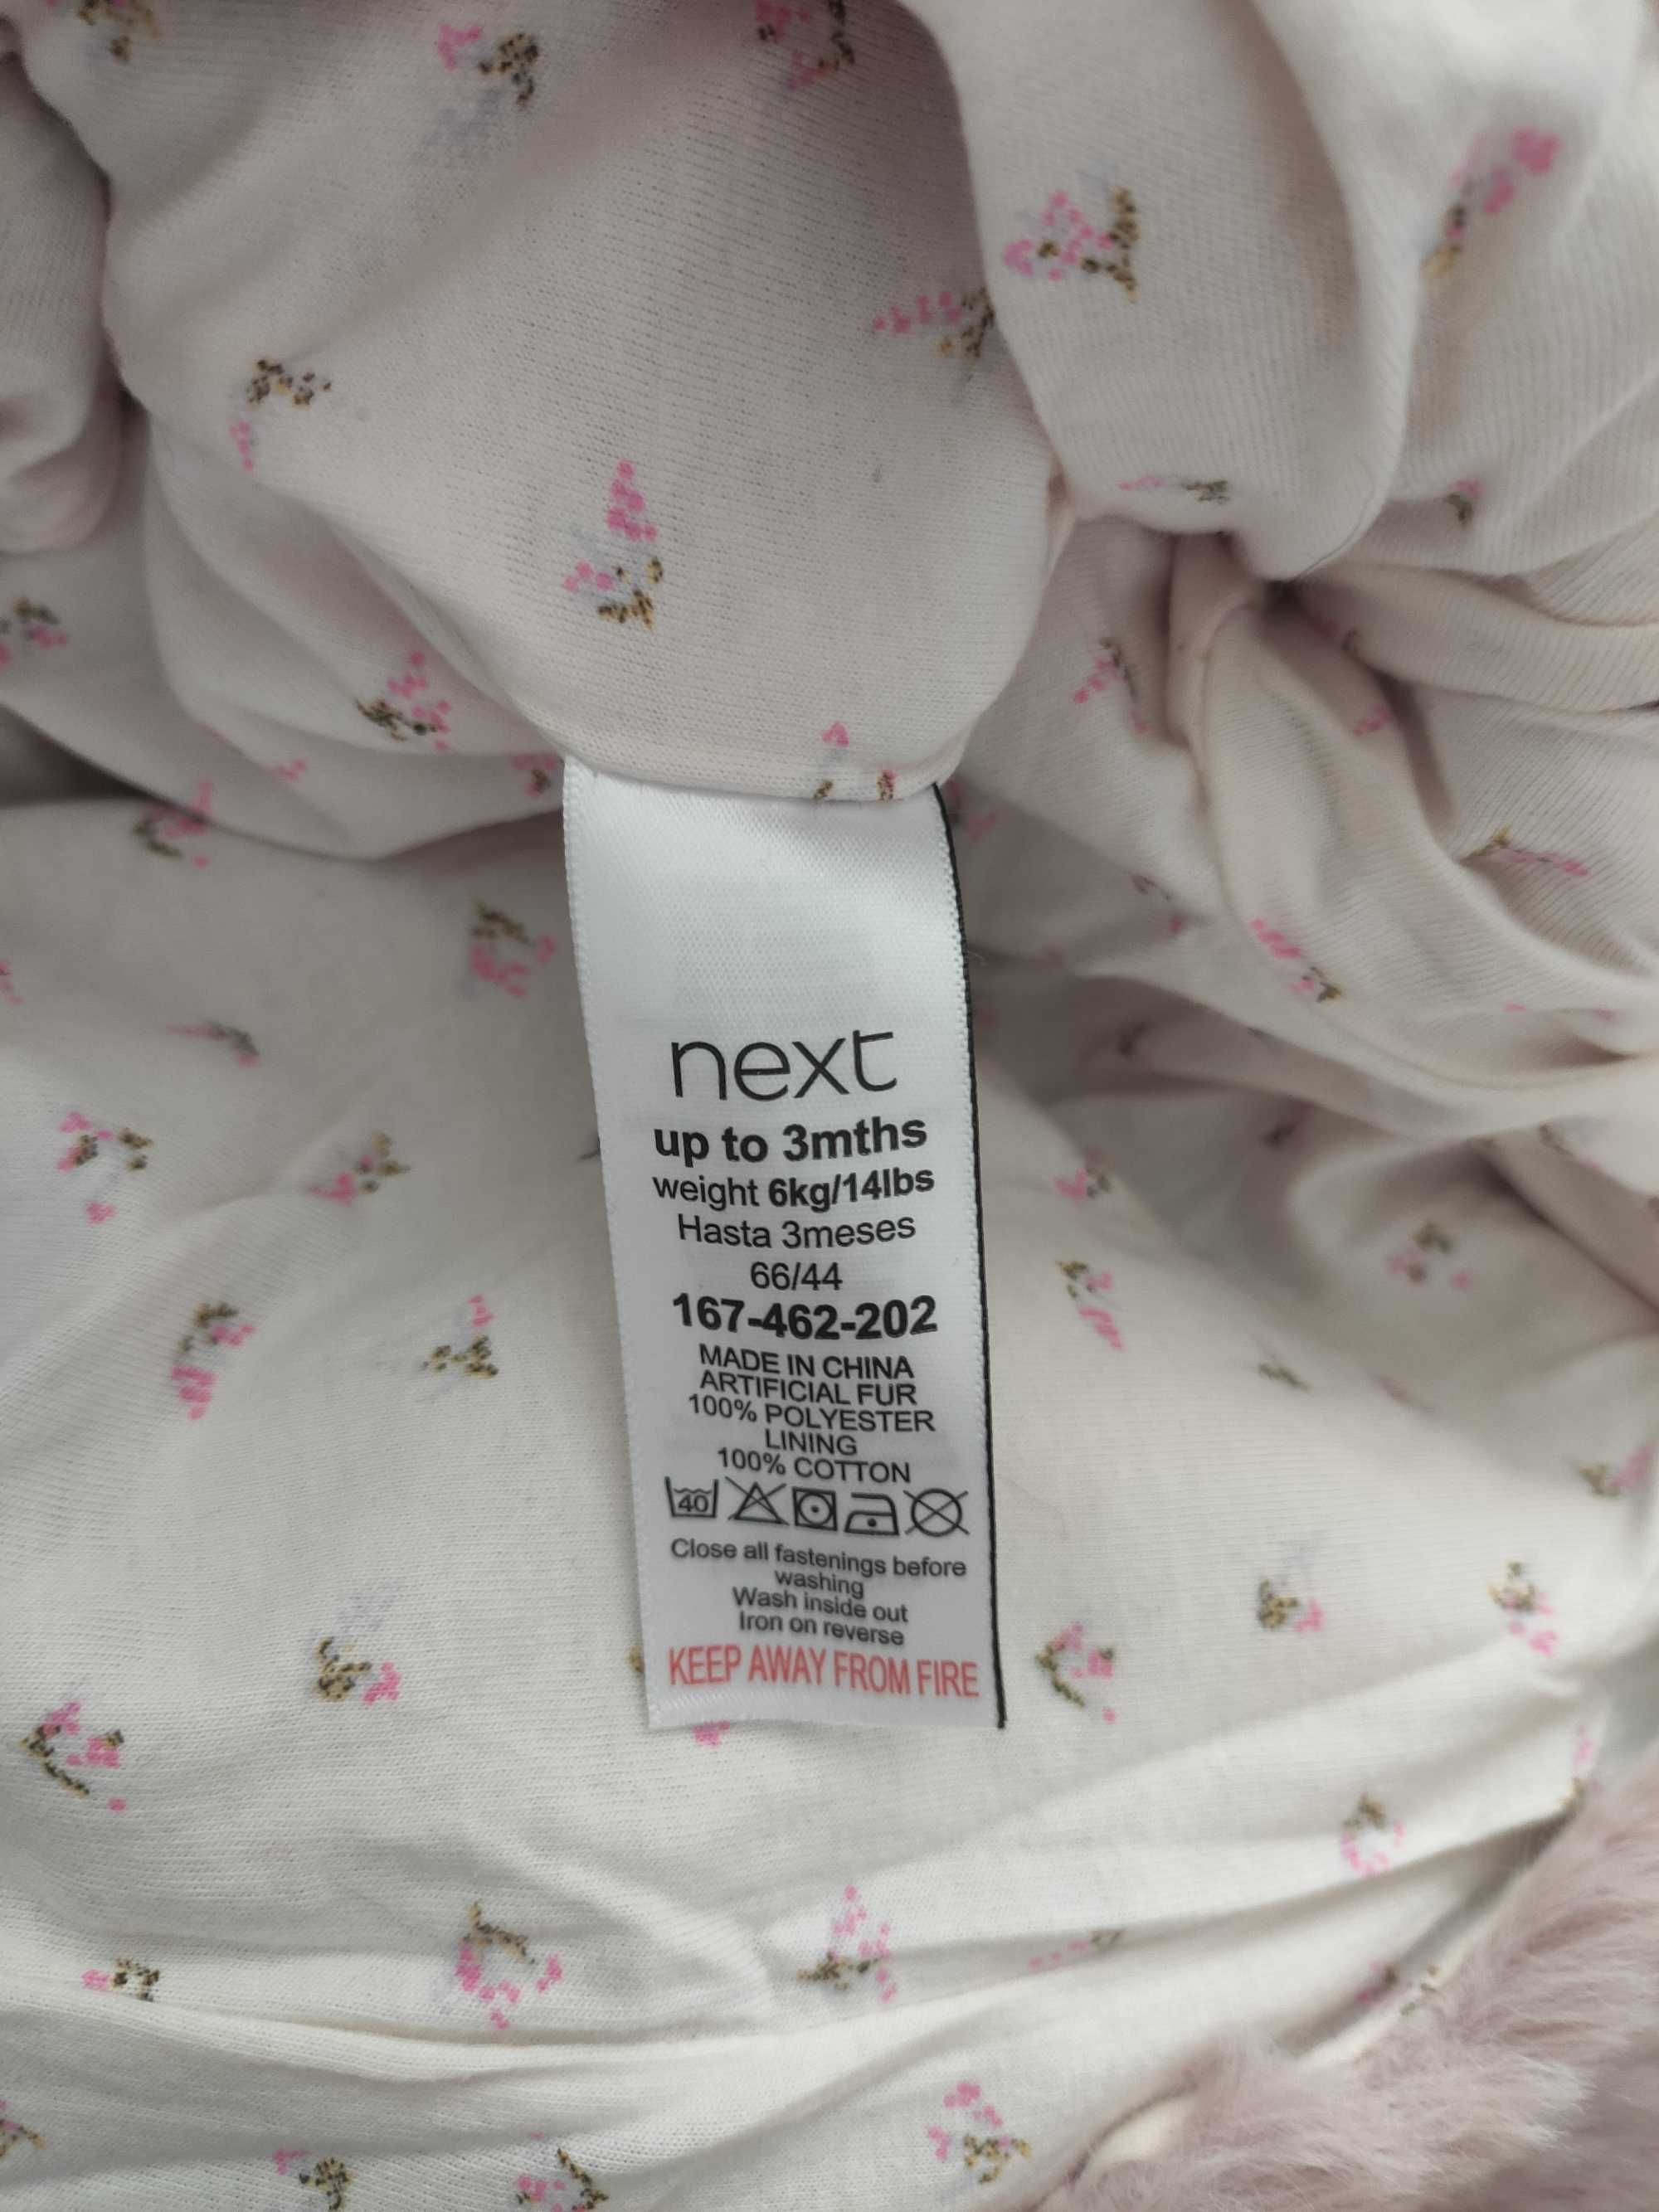 next
up to 3mths
weight 6kg/14lbs
Hasta 3meses
66/44
167-462-202
MADE IN CHINA
ARTIFICIAL FUR
100% POLYESTER
LINING
100% COTTON
40
Close all fastenings before
washing
Wash inside out
Iron on reverse
KEEP AWAY FROM FIRE